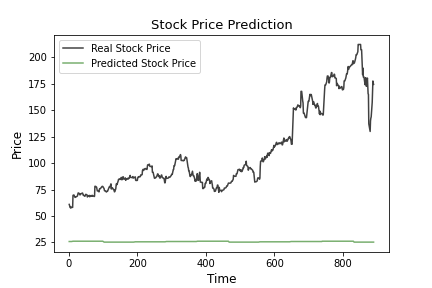 Stock Price Prediction
Real Stock Price
Predicted Stock Price
200
175
150
125
100
75
50
25
Price
0 200 400 600 800
Time